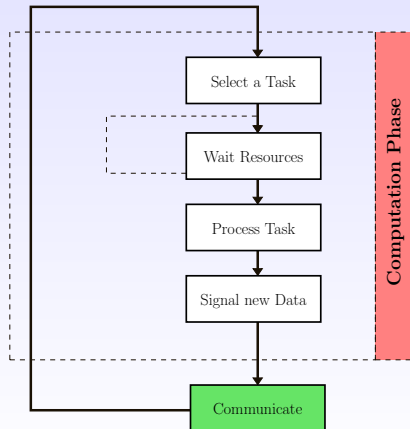 Select a Task
Wait Resources
Process Task
Signal new Data
Communicate
Computation Phase